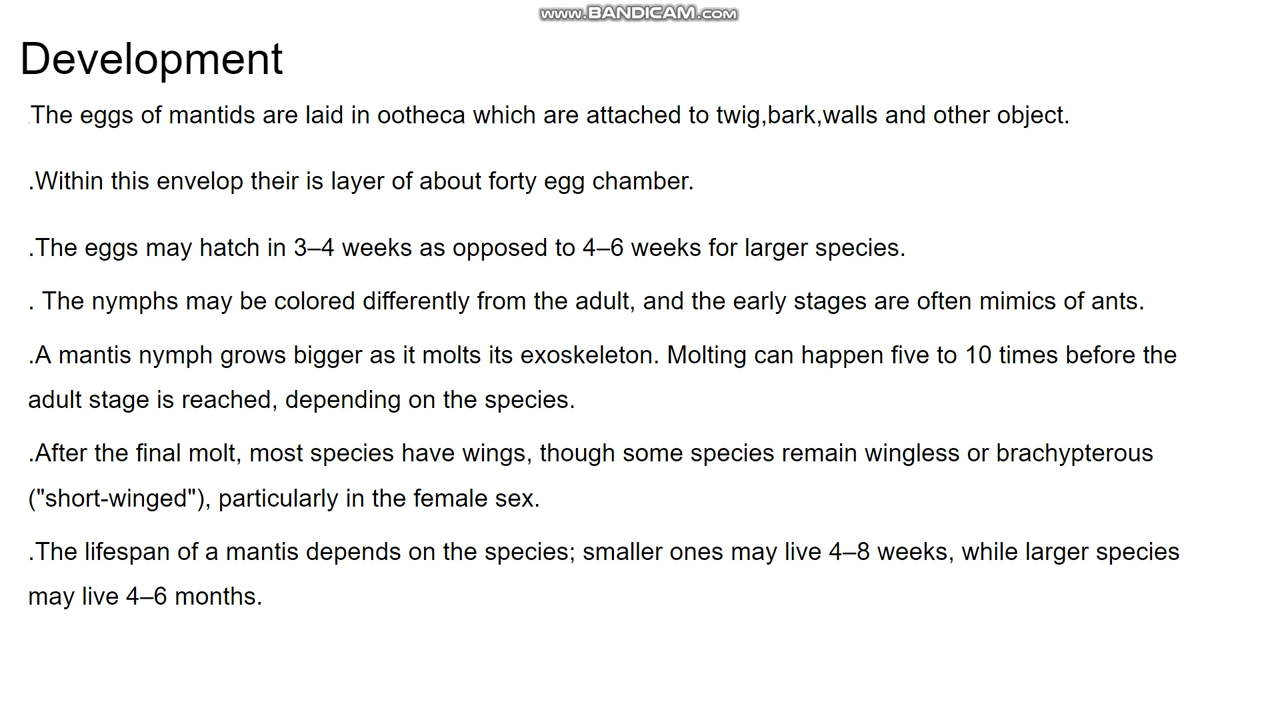 www.BANDICAM.com
Development
.The eggs of mantids are laid in ootheca which are attached to twig,bark,walls and other object.
.Within this envelop their is layer of about forty egg chamber.
.The eggs may hatch in 3–4 weeks as opposed to 4–6 weeks for larger species.
. The nymphs may be colored differently from the adult, and the early stages are often mimics of ants.
.A mantis nymph grows bigger as it molts its exoskeleton. Molting can happen five to 10 times before the
adult stage is reached, depending on the species.
.After the final molt, most species have wings, though some species remain wingless or brachypterous
("short-winged"), particularly in the female sex.
.The lifespan of a mantis depends on the species; smaller ones may live 4–8 weeks, while larger species
may live 4–6 months.